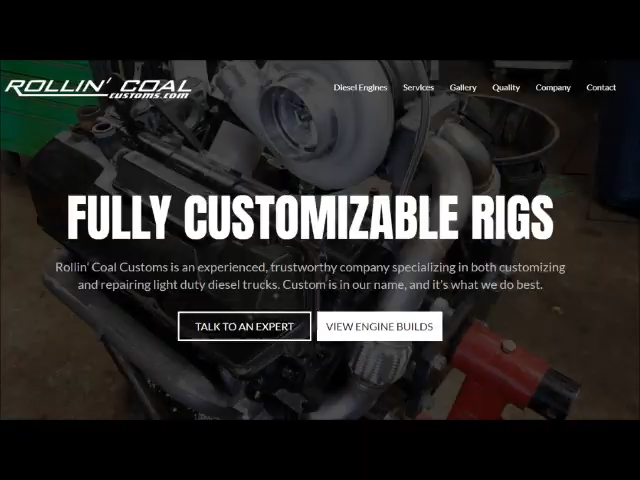 ROLLIN' COAL
CUSTOMS.COM
Diesel Engines Services Gallery Quality Company Contact
FULLY CUSTOMIZABLE RIGS
Rollin' Coal Customs is an experienced, trustworthy company specializing in both customizing
and repairing light duty diesel trucks. Custom is in our name, and it's what we do best.
TALK TO AN EXPERT VIEW ENGINE BUILDS